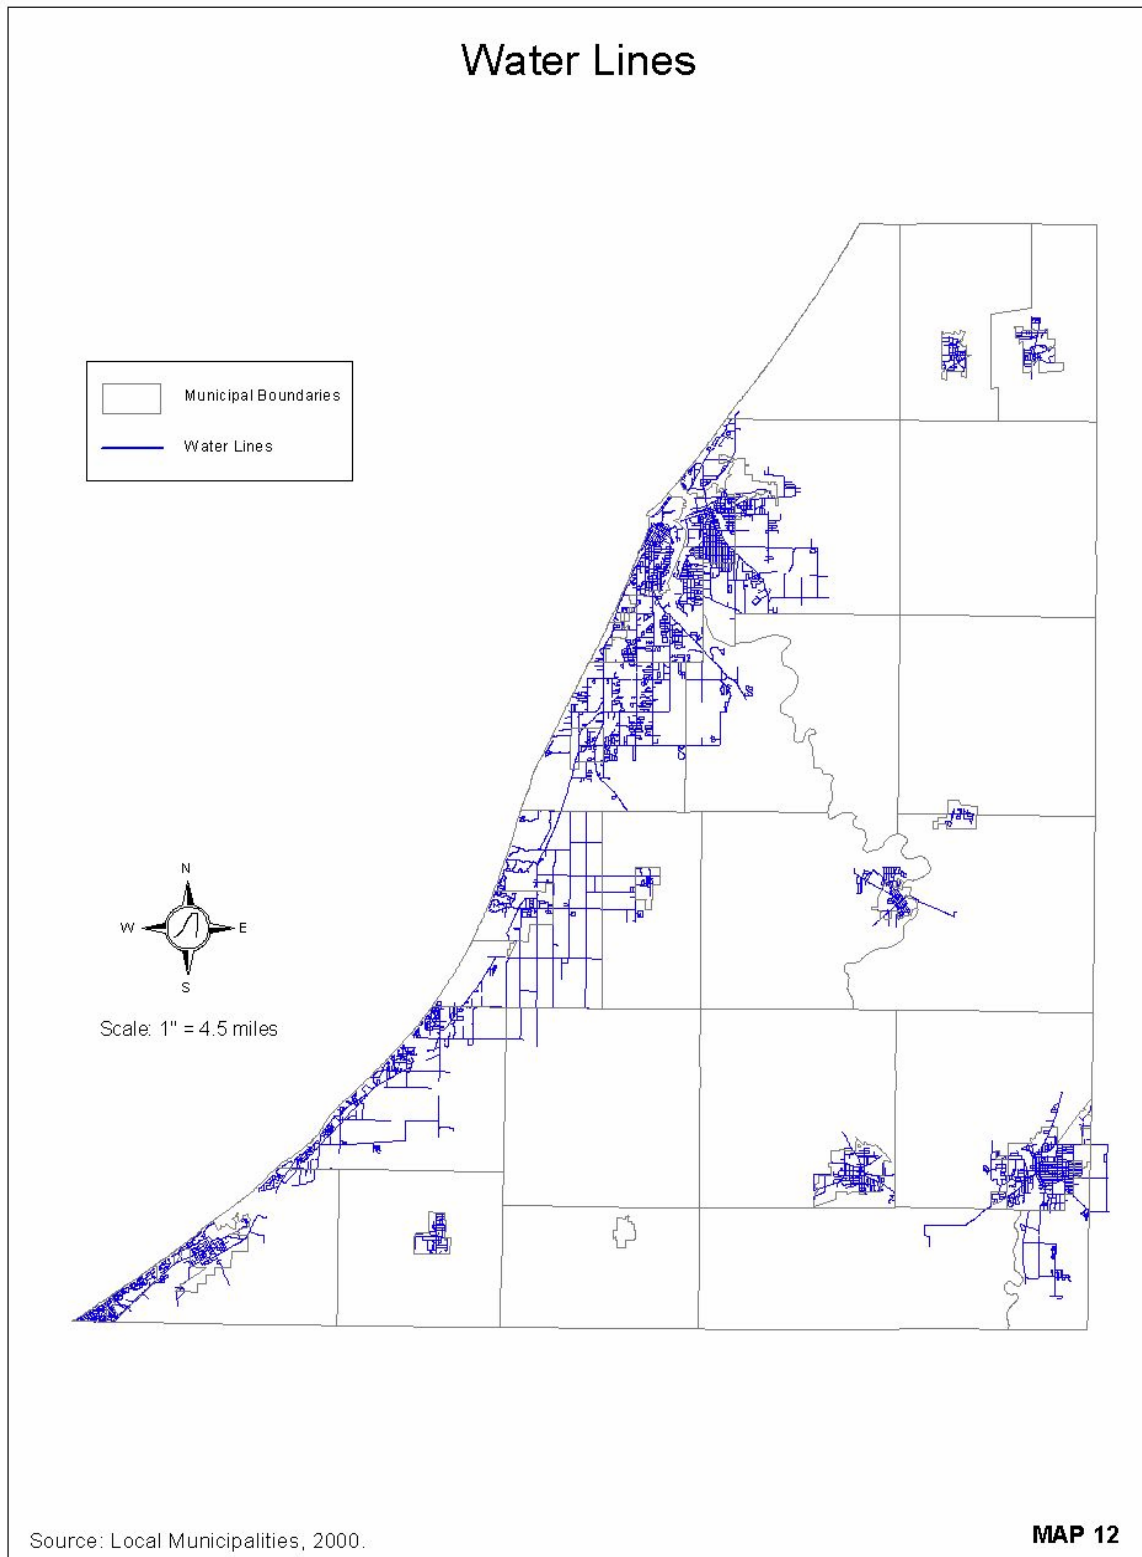 Water Lines
Municipal Boundaries
Water Lines
N
W E
S
Scale: 1" = 4.5 miles
Source: Local Municipalities, 2000.
MAP 12